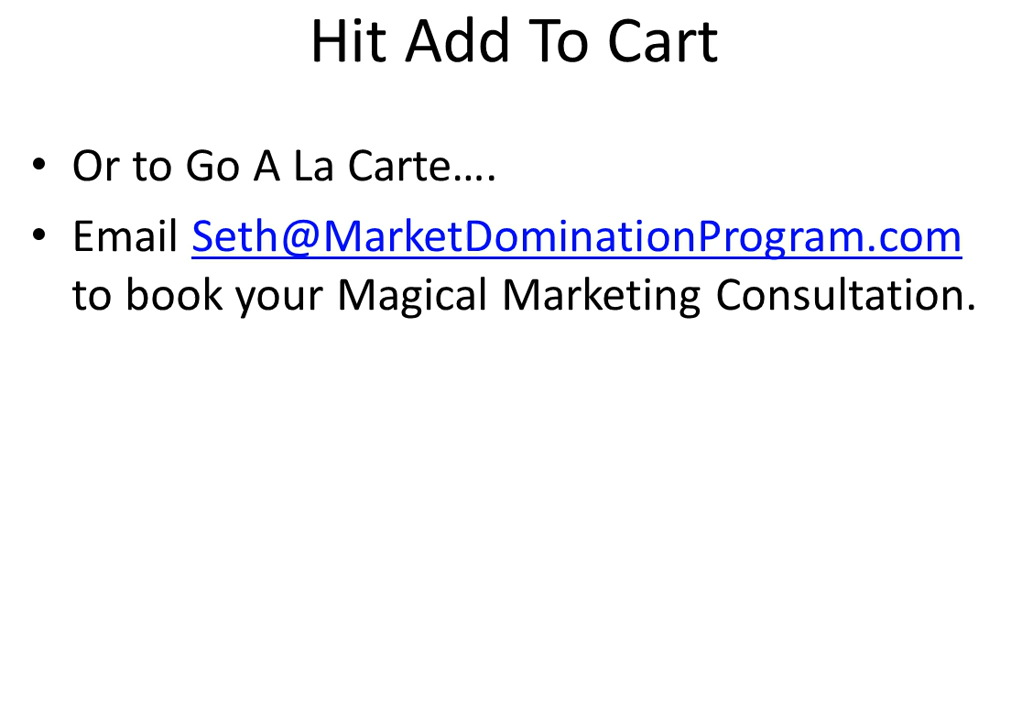 Hit Add To Cart
• Or to Go A La Carte….
• Email Seth@MarketDominationProgram.com
to book your Magical Marketing Consultation.